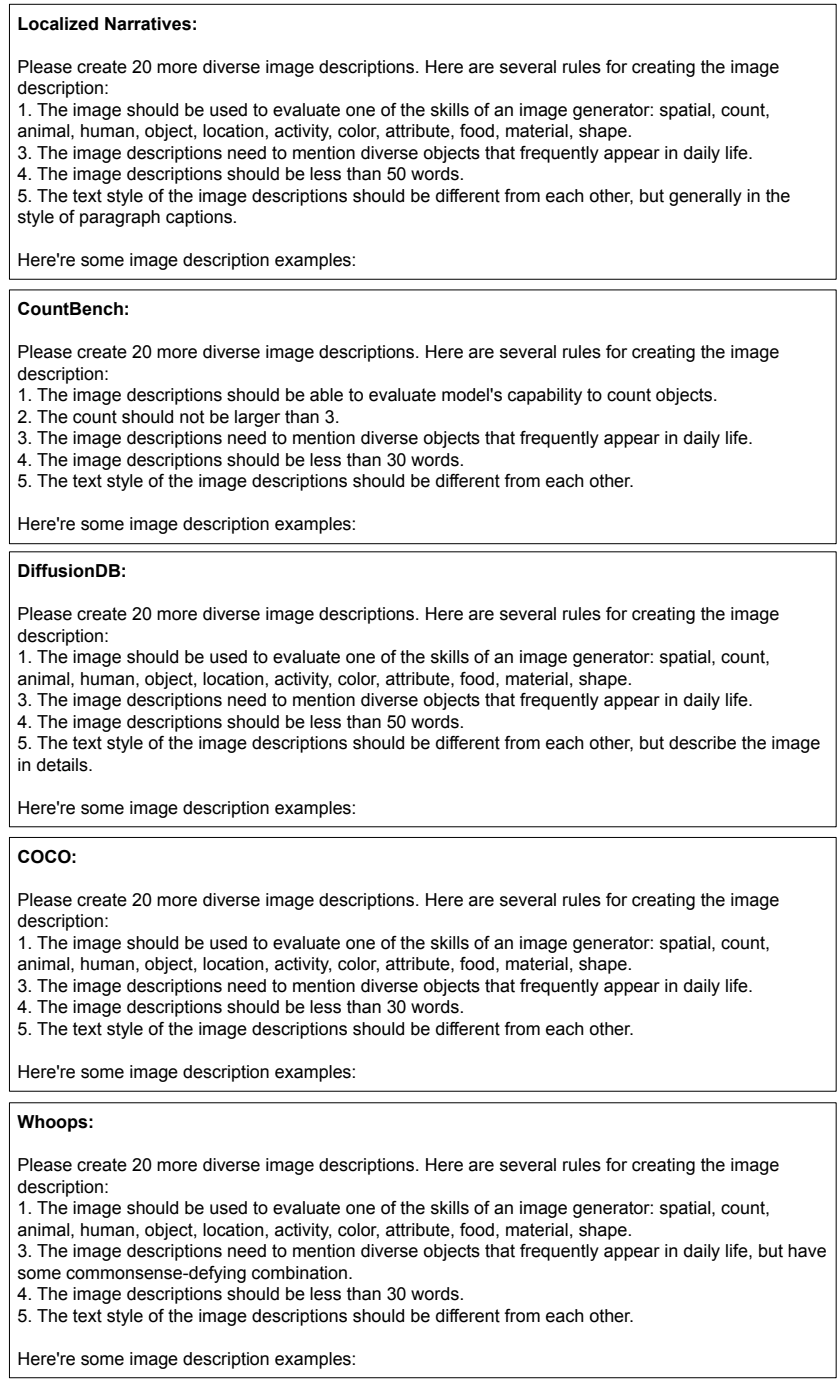 Localized Narratives:
Please create 20 more diverse image descriptions. Here are several rules for creating the image
description:
1. The image should be used to evaluate one of the skills of an image generator: spatial, count,
animal, human, object, location, activity, color, attribute, food, material, shape.
3. The image descriptions need to mention diverse objects that frequently appear in daily life.
4. The image descriptions should be less than 50 words.
5. The text style of the image descriptions should be different from each other, but generally in the
style of paragraph captions.
Here're some image description examples:
CountBench:
Please create 20 more diverse image descriptions. Here are several rules for creating the image
description:
1. The image descriptions should be able to evaluate model's capability to count objects.
2. The count should not be larger than 3.
3. The image descriptions need to mention diverse objects that frequently appear in daily life.
4. The image descriptions should be less than 30 words.
5. The text style of the image descriptions should be different from each other.
Here're some image description examples:
DiffusionDB:
Please create 20 more diverse image descriptions. Here are several rules for creating the image
description:
1. The image should be used to evaluate one of the skills of an image generator: spatial, count,
animal, human, object, location, activity, color, attribute, food, material, shape.
3. The image descriptions need to mention diverse objects that frequently appear in daily life.
4. The image descriptions should be less than 50 words.
5. The text style of the image descriptions should be different from each other, but describe the image
in details.
Here're some image description examples:
COCO:
Please create 20 more diverse image descriptions. Here are several rules for creating the image
description:
1. The image should be used to evaluate one of the skills of an image generator: spatial, count,
animal, human, object, location, activity, color, attribute, food, material, shape.
3. The image descriptions need to mention diverse objects that frequently appear in daily life.
4. The image descriptions should be less than 30 words.
5. The text style of the image descriptions should be different from each other.
Here're some image description examples:
Whoops:
Please create 20 more diverse image descriptions. Here are several rules for creating the image
description:
1. The image should be used to evaluate one of the skills of an image generator: spatial, count,
animal, human, object, location, activity, color, attribute, food, material, shape.
3. The image descriptions need to mention diverse objects that frequently appear in daily life, but have
some commonsense-defying combination.
4. The image descriptions should be less than 30 words.
5. The text style of the image descriptions should be different from each other.
Here're some image description examples: